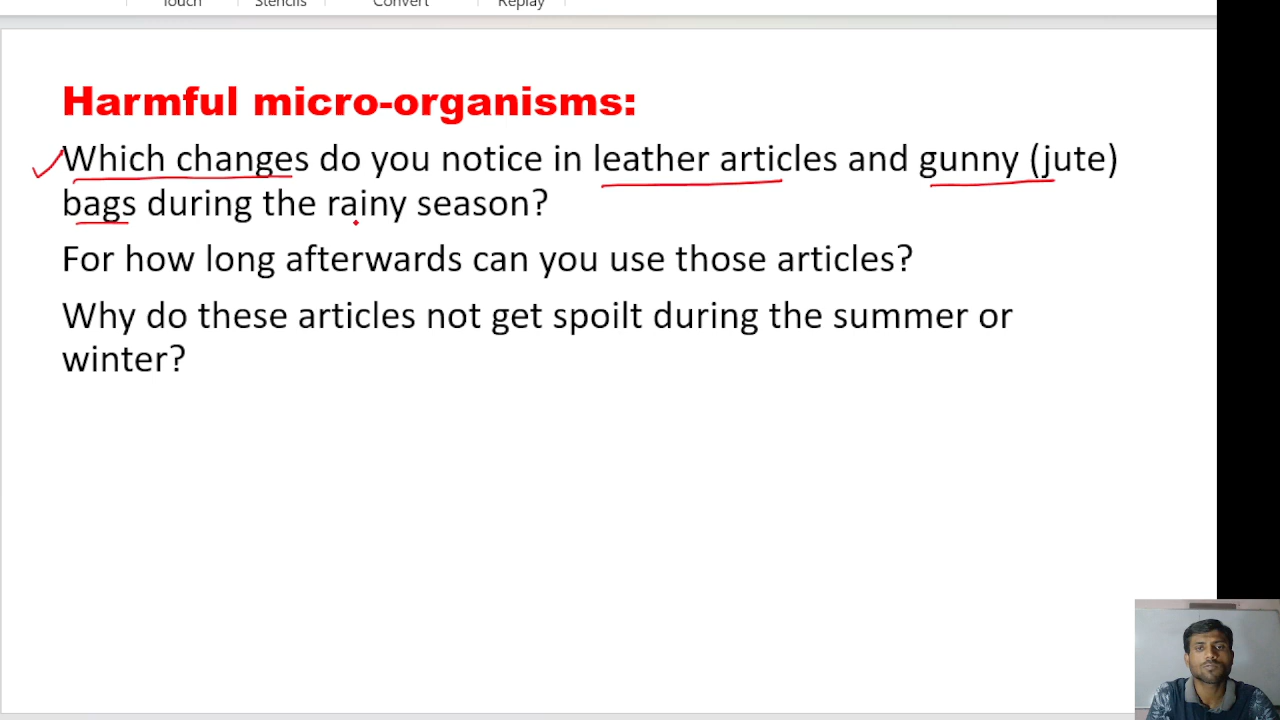 Touch Stencils Convert Replay
Harmful micro-organisms:
Which changes do you notice in leather articles and gunny (jute)
bags during the rainy season?
For how long afterwards can you use those articles?
Why do these articles not get spoilt during the summer or
winter?